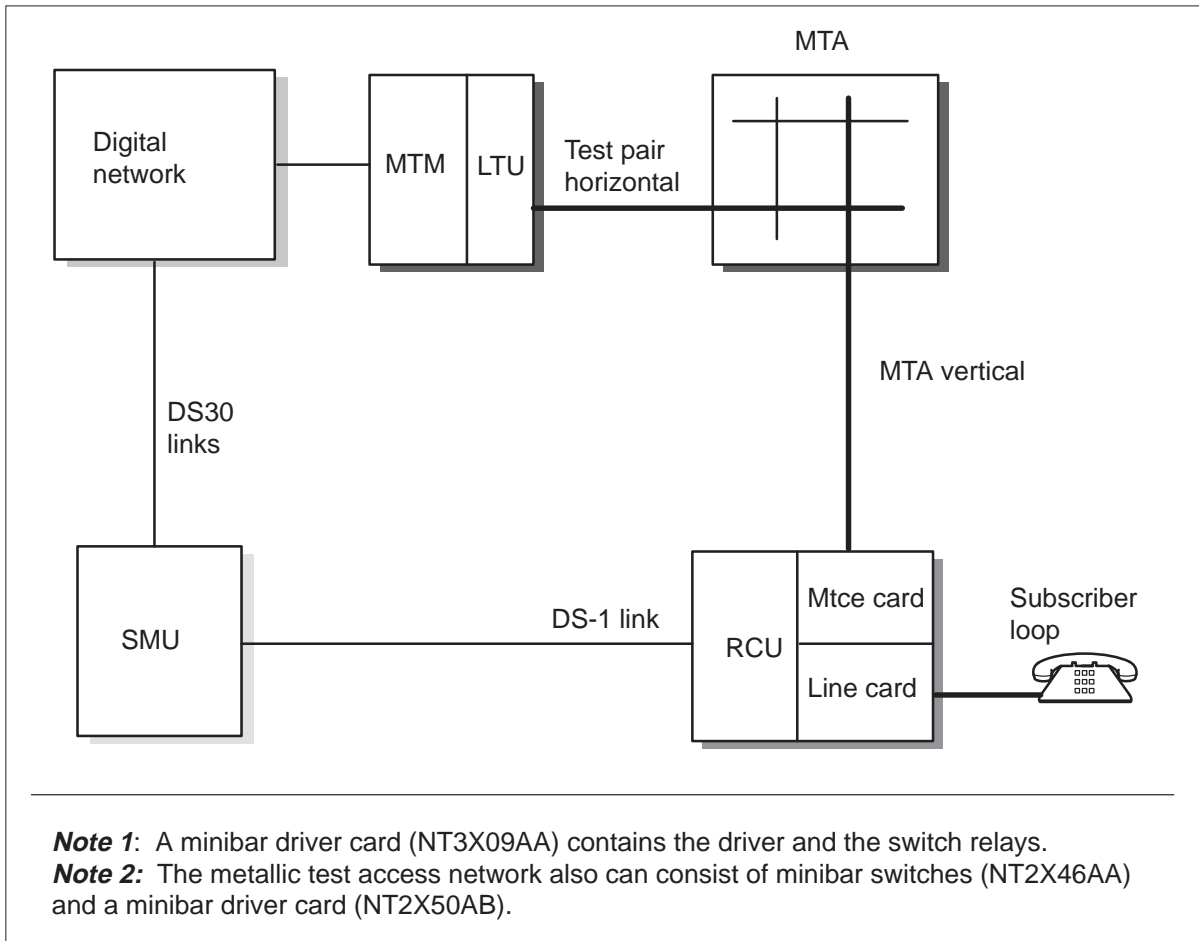 MTA
Digital
network
MTM
LTU
Test pair
horizontal
MTA vertical
DS30
links
SMU
DS-1 link
RCU
Mtce card
Line card
Subscriber
loop
Note 1:  A minibar driver card (NT3X09AA) contains the driver and the switch relays.
Note 2:  The metallic test access network also can consist of minibar switches (NT2X46AA)
and a minibar driver card (NT2X50AB).